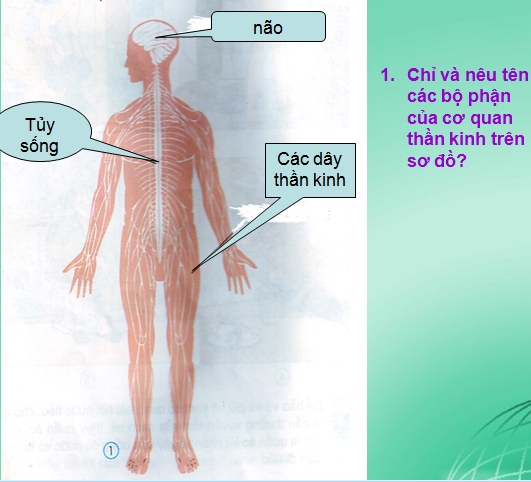 não
Tủy
sống
Các dây
thần kinh
1
1. Chỉ và nêu tên
các bộ phận
của cơ quan
thần kinh trên
sơ đồ?